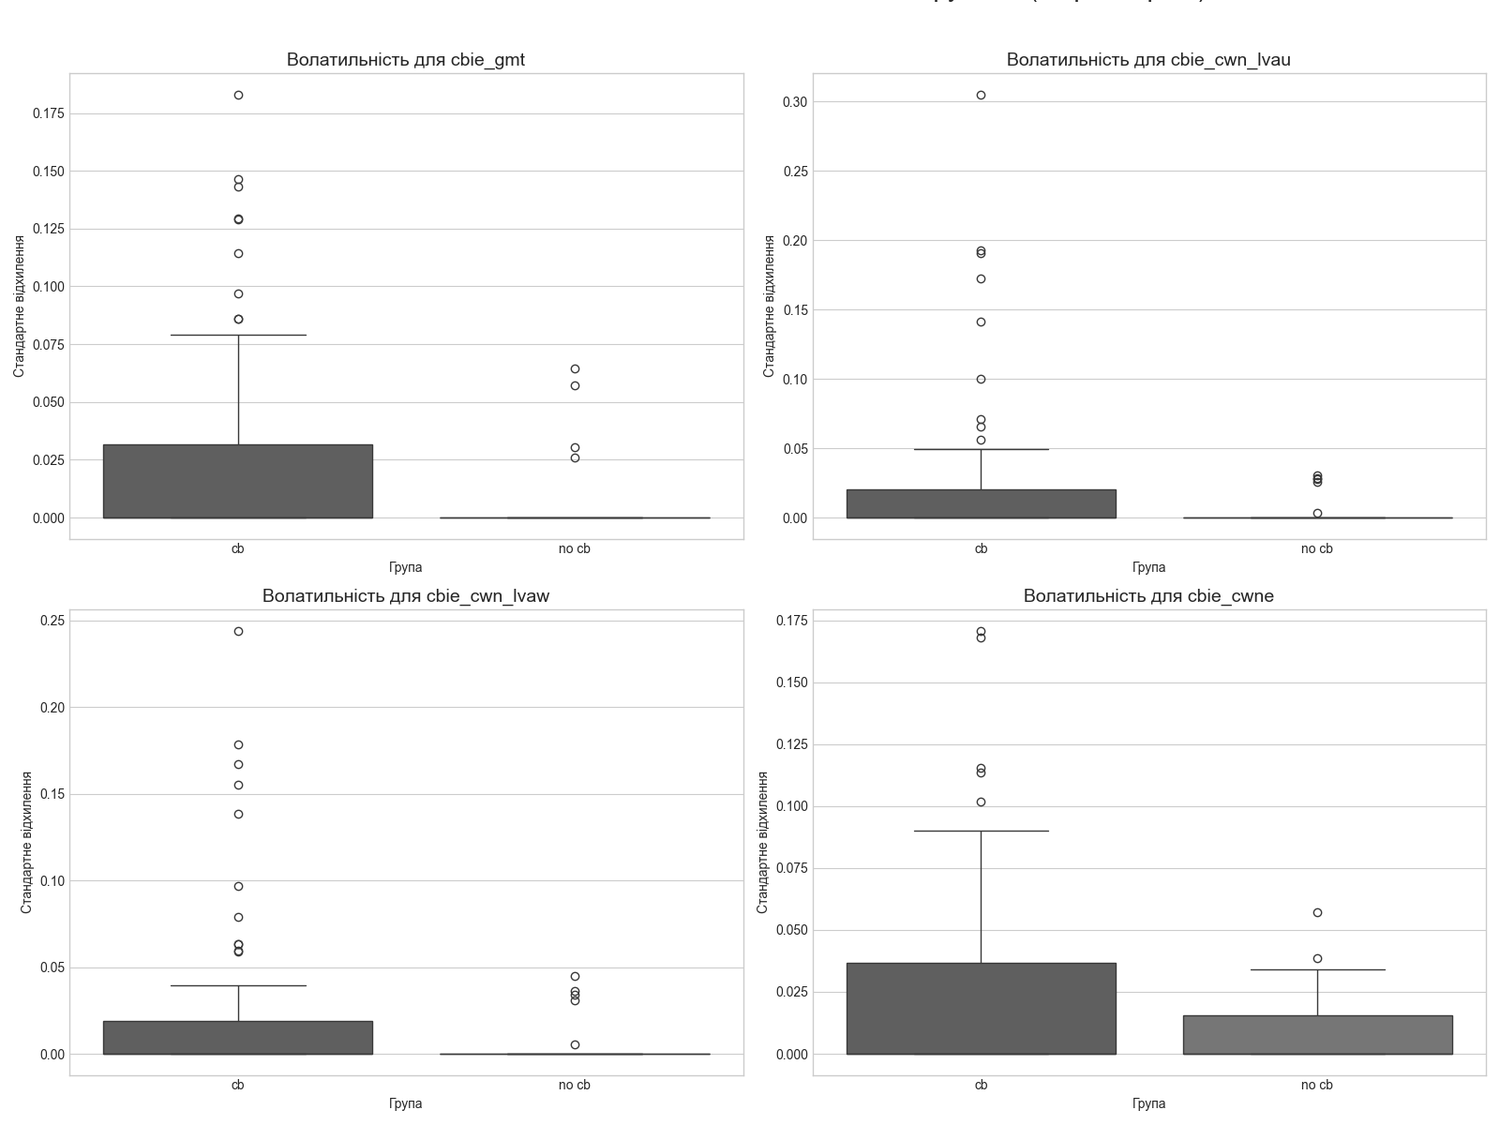 Волатильність для cbie_gmt
0.175
0.150
0.125
0.100
0.075
0.050
0.025
0.000
Стандартне відхилення
cb
no cb
Група
Волатильність для cbie_cwn_lvau
0.30
0.25
0.20
0.15
0.10
0.05
0.00
Стандартне відхилення
cb
no cb
Група
Волатильність для cbie_cwn_lvaw
0.25
0.20
0.15
0.10
0.05
0.00
Стандартне відхилення
cb
no cb
Група
Волатильність для cbie_cwne
0.175
0.150
0.125
0.100
0.075
0.050
0.025
0.000
Стандартне відхилення
cb
no cb
Група